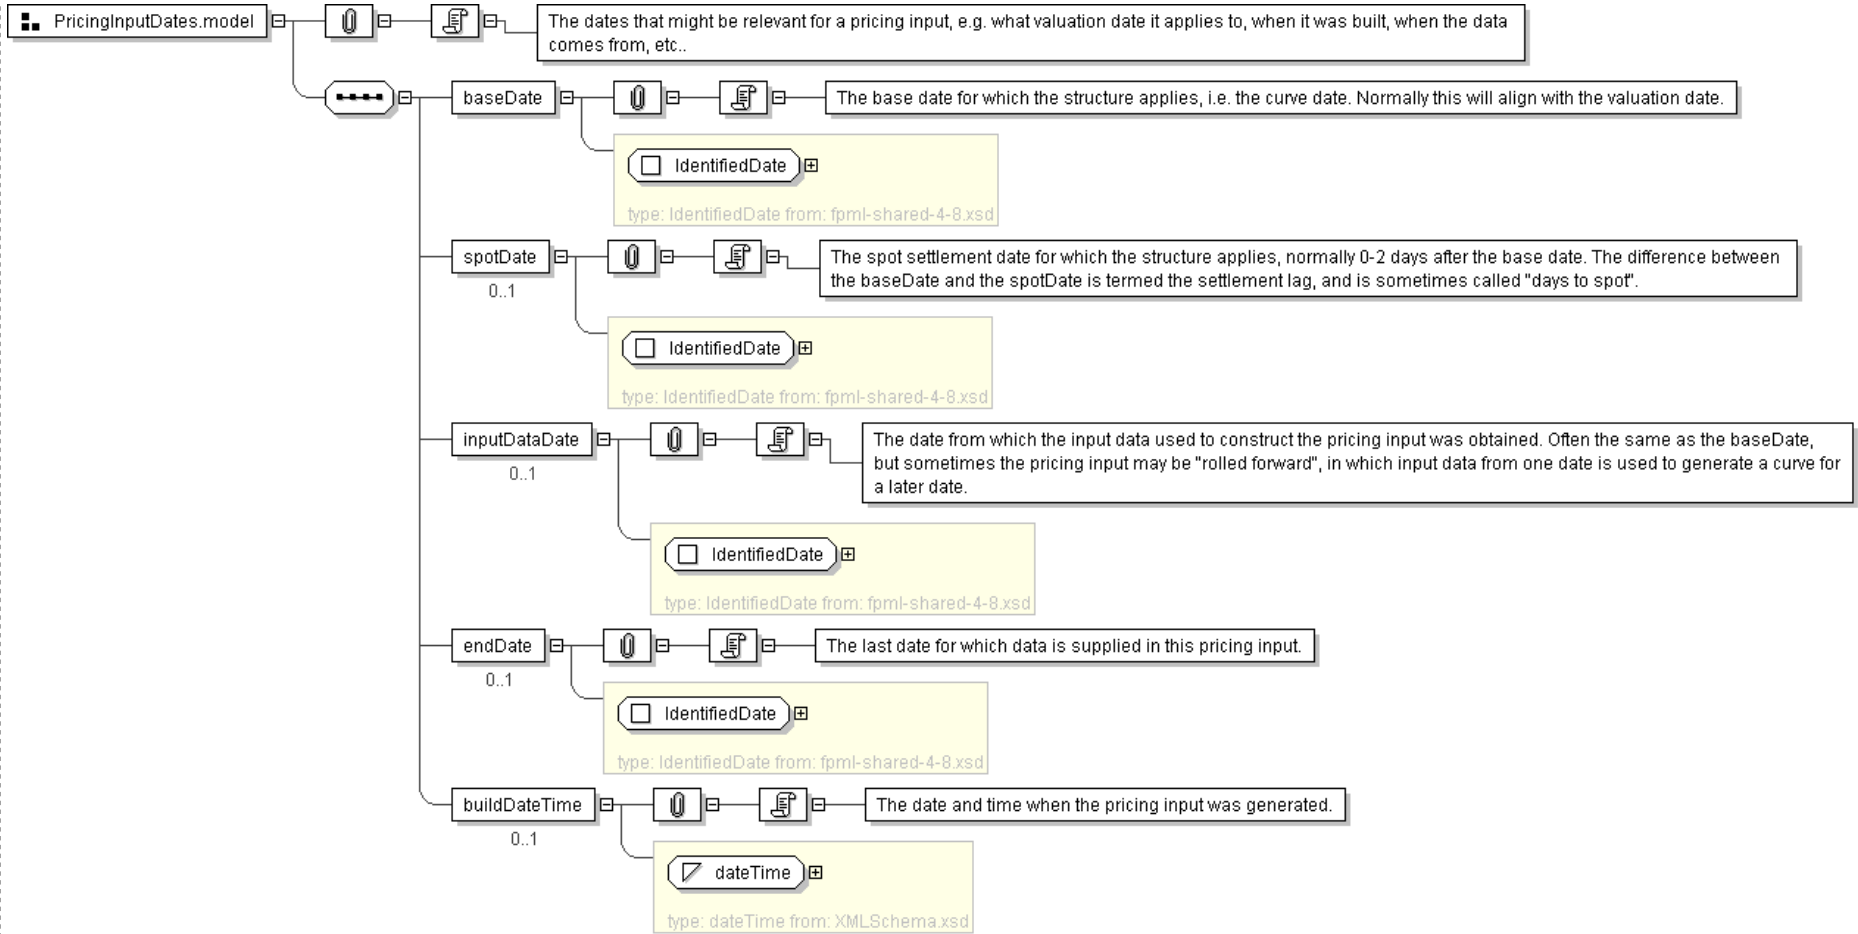 PricingInputDates.model
The dates that might be relevant for a pricing input, e.g. what valuation date it applies to, when it was built, when the data
comes from, etc..
baseDate
The base date for which the structure applies, i.e. the curve date. Normally this will align with the valuation date.
IdentifiedDate
type: IdentifiedDate from: fpml-shared-4-8.xsd
spotDate
0..1
The spot settlement date for which the structure applies, normally 0-2 days after the base date. The difference between
the baseDate and the spotDate is termed the settlement lag, and is sometimes called "days to spot".
IdentifiedDate
type: IdentifiedDate from: fpml-shared-4-8.xsd
inputDataDate
0..1
The date from which the input data used to construct the pricing input was obtained. Often the same as the baseDate,
but sometimes the pricing input may be "rolled forward", in which input data from one date is used to generate a curve for
a later date.
IdentifiedDate
type: IdentifiedDate from: fpml-shared-4-8.xsd
endDate
0..1
The last date for which data is supplied in this pricing input.
IdentifiedDate
type: IdentifiedDate from: fpml-shared-4-8.xsd
buildDateTime
0..1
The date and time when the pricing input was generated.
dateTime
type: dateTime from: XMLSchema.xsd